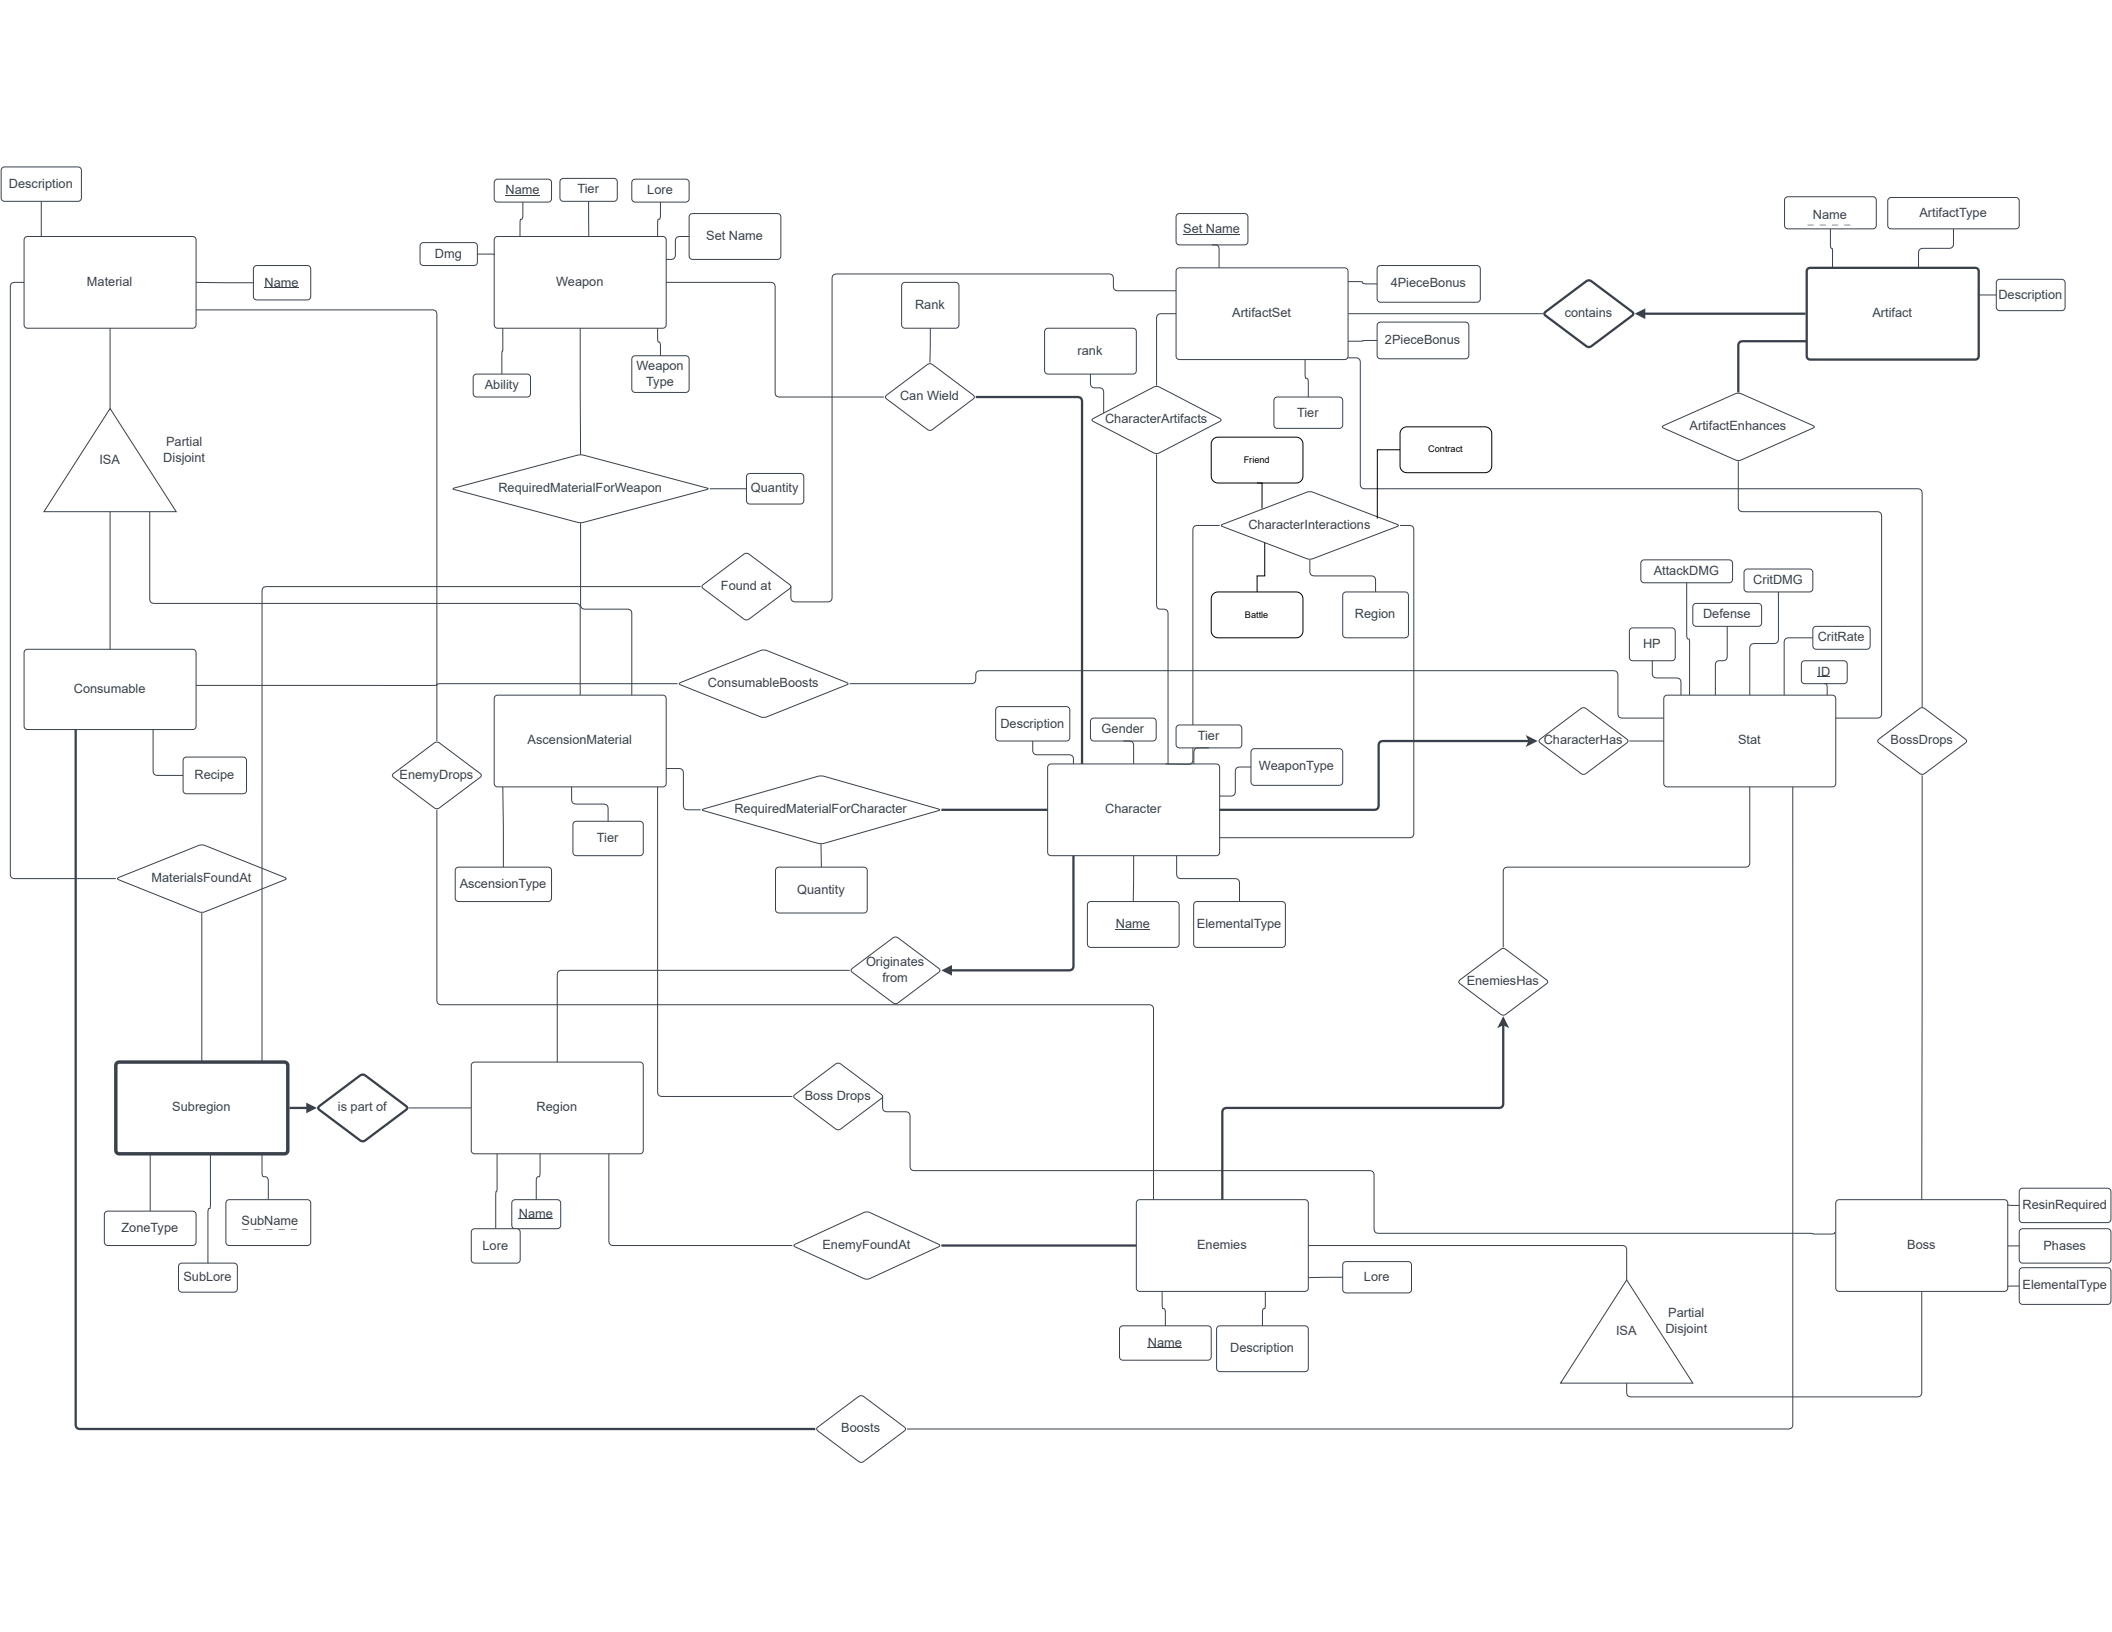 Description
Name
Tier
Lore
Set Name
Dmg
Material
Name
Weapon
Set Name
Name
ArtifactType
4PieceBonus
Description
Rank
ArtifactSet
contains
Artifact
rank
2PieceBonus
Ability
Weapon
Type
Can Wield
CharacterArtifacts
Tier
ArtifactEnhances
Partial
Disjoint
ISA
Friend
Contract
RequiredMaterialForWeapon
Quantity
CharacterInteractions
Found at
Battle
Region
AttackDMG
CritDMG
Defense
HP
CritRate
ID
Consumable
ConsumableBoosts
Description
Gender
Tier
AscensionMaterial
CharacterHas
Stat
BossDrops
WeaponType
Recipe
EnemyDrops
RequiredMaterialForCharacter
Character
Tier
MaterialsFoundAt
AscensionType
Quantity
Name
ElementalType
Originates
from
EnemiesHas
Subregion
is part of
Region
Boss Drops
ZoneType
SubName
Name
Lore
SubLore
EnemyFoundAt
Enemies
Lore
Name
Description
Boss
ResinRequired
Phases
ElementalType
Partial
Disjoint
ISA
Boosts